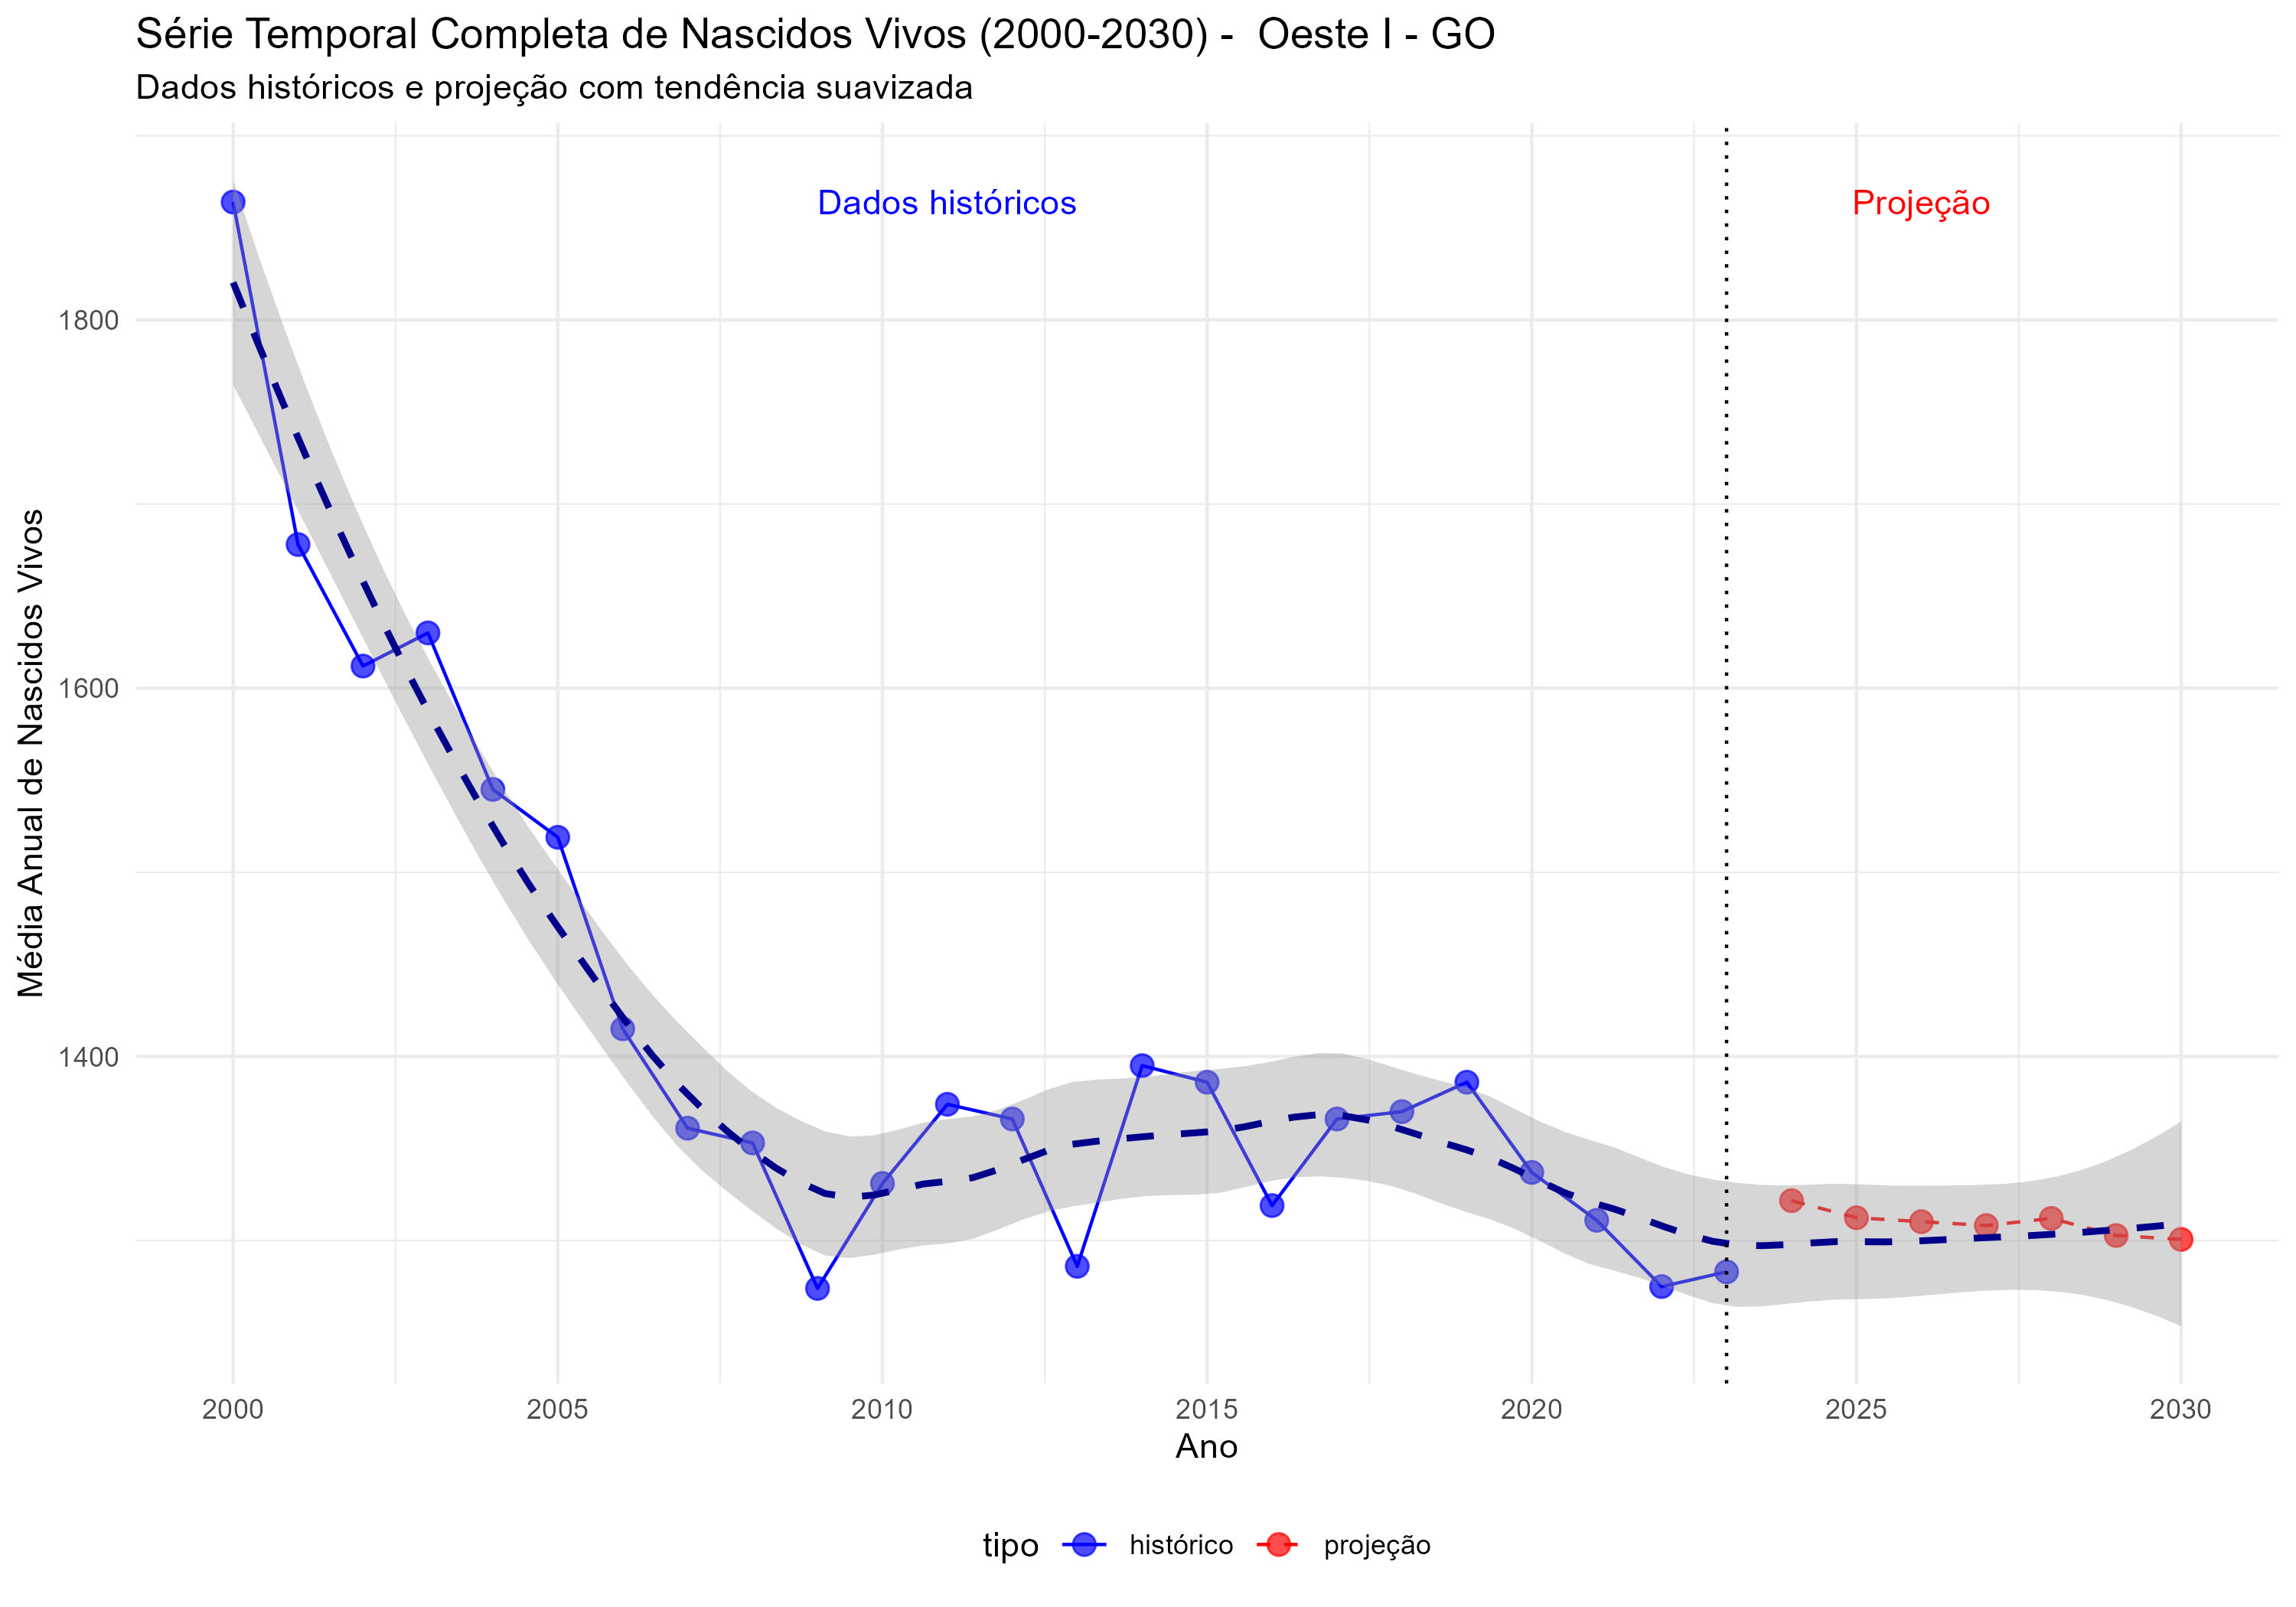 Série Temporal Completa de Nascidos Vivos (2000-2030) -  Oeste I - GO
Dados históricos e projeção com tendência suavizada
Dados históricos
Projeção
Média Anual de Nascidos Vivos
1800
1600
1400
2000
2005
2010
2015
2020
2025
2030
Ano
tipo
histórico
projeção